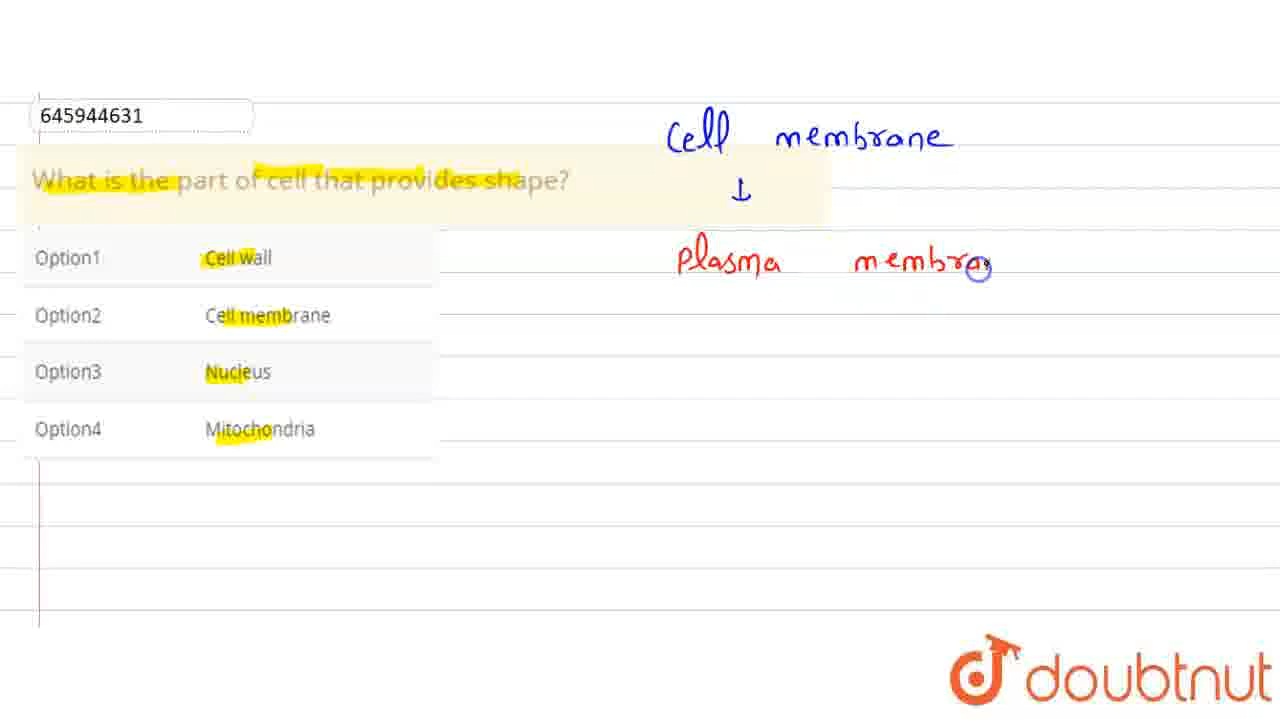 645944631
Cell membrane
What is the part of cell that provides shape?
↓
Option1 Cell wall
Plasma membra
Option2 Cell membrane
Option3 Nucleus
Option4 Mitochondria
doubtnut